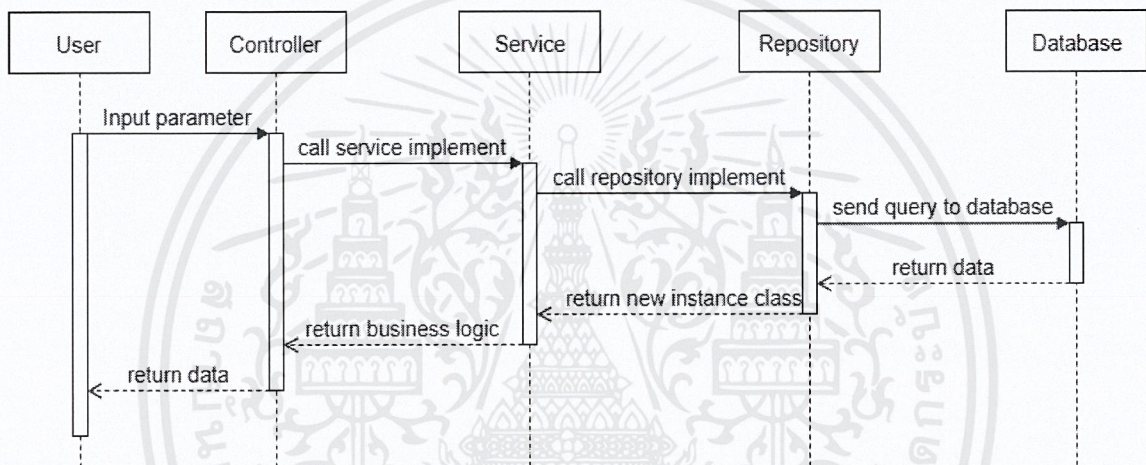 User
Controller
Service
Repository
Database
Input parameter
call service implement
call repository implement
send query to database
return data
return new instance class
return business logic
return data